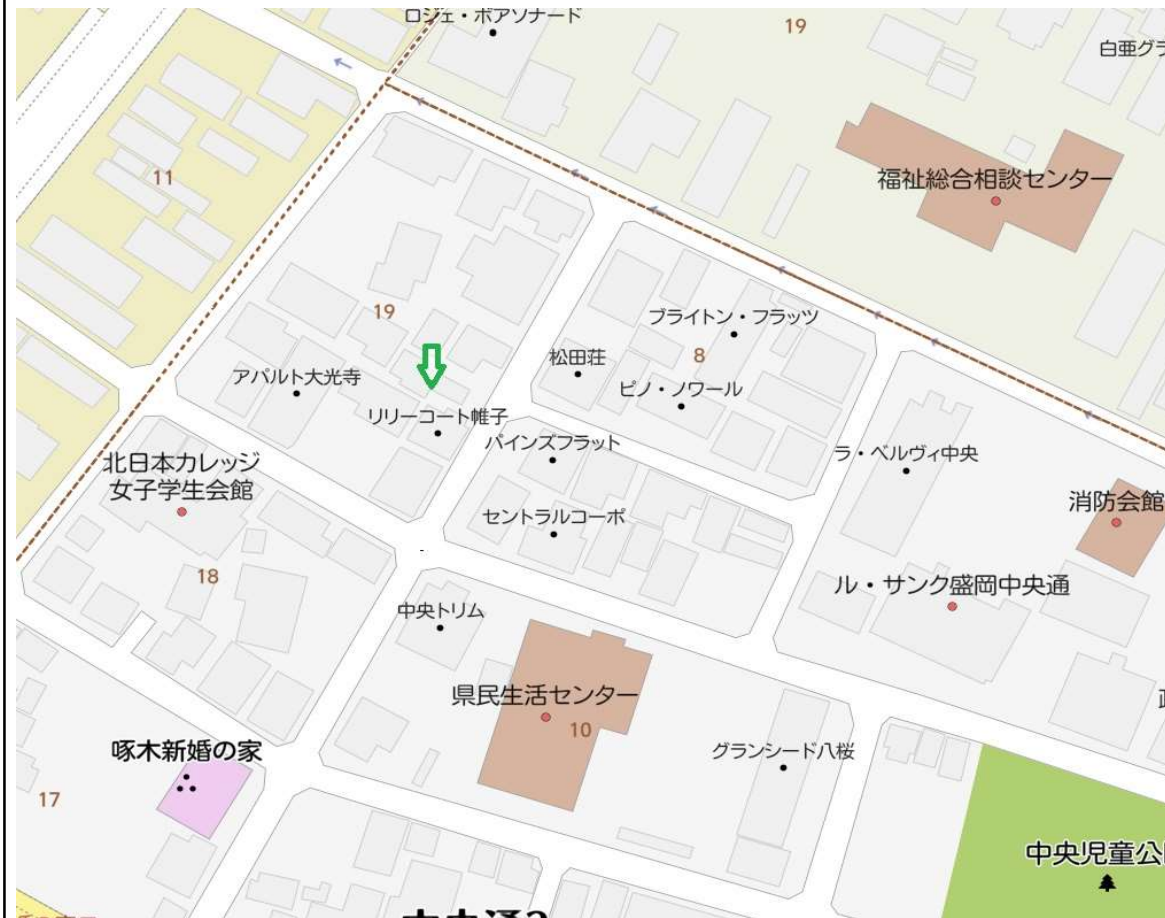 ロジェ・ボアソナード
19
白亜グラ
11
福祉総合相談センター
19
ブライトン・フラッツ
8
松田荘
アパルト大光寺
ピノ・ノワール
リリーコート帷子
パインズフラット
ラ・ベルヴィ中央
北日本カレッジ
女子学生会館
消防会館
セントラルコーポ
18
ル・サンク盛岡中央通
中央トリム
県民生活センター
10
啄木新婚の家
グランシード八桜
17
中央児童公